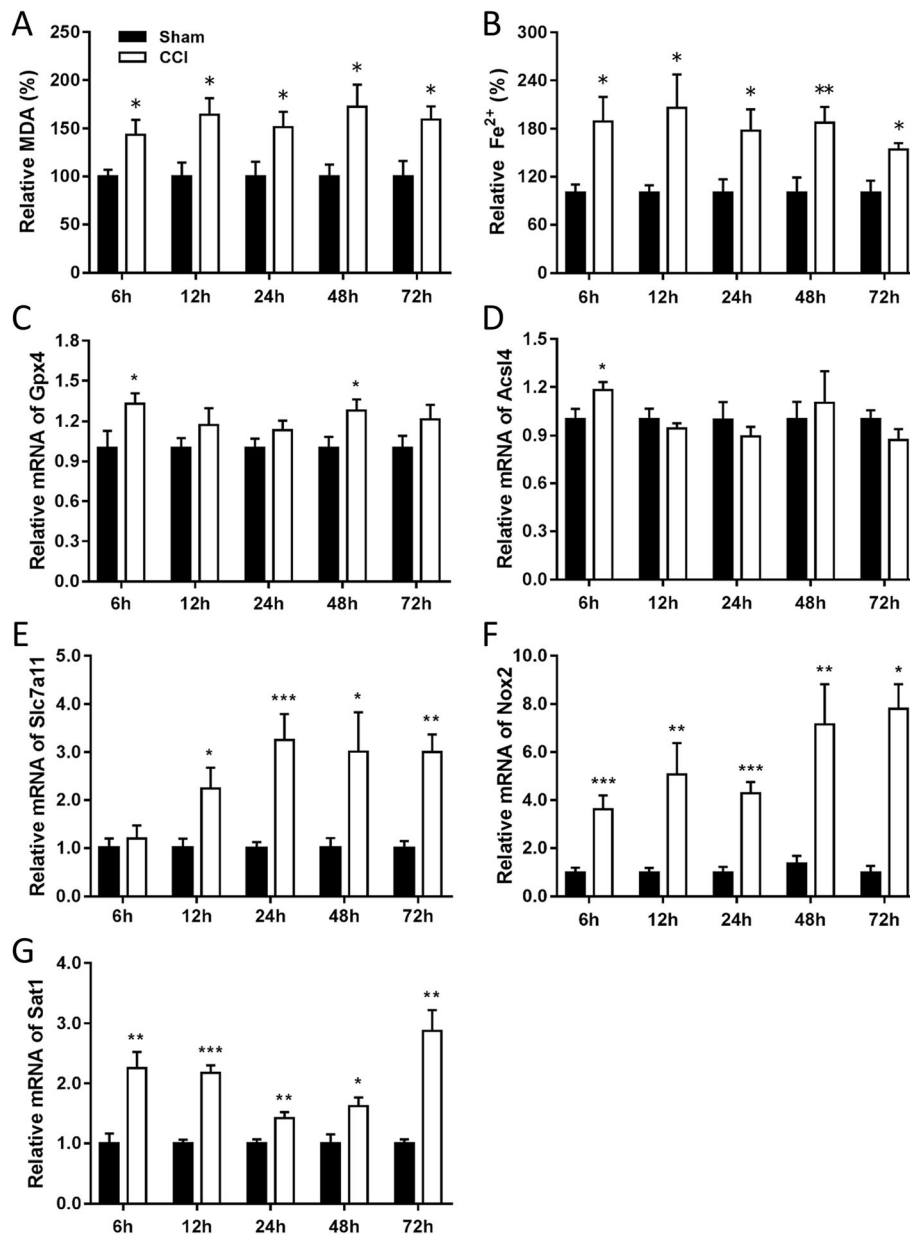 A
Sham
CCI
Relative MDA (%)
250
200
150
100
50
0
* * * * *
6h 12h 24h 48h 72h
B
Relative Fe2+ (%)
300
240
180
120
60
0
* * * ** *
6h 12h 24h 48h 72h
C
Relative mRNA of Gpx4
1.8
1.5
1.2
0.9
0.6
0.3
0.0
* *
6h 12h 24h 48h 72h
D
Relative mRNA of Acsl4
1.5
1.2
0.9
0.6
0.3
0.0
*
6h 12h 24h 48h 72h
E
Relative mRNA of Slc7a11
5.0
4.0
3.0
2.0
1.0
0.0
* *** * **
6h 12h 24h 48h 72h
F
Relative mRNA of Nox2
10.0
8.0
6.0
4.0
2.0
0.0
*** ** *** ** *
6h 12h 24h 48h 72h
G
Relative mRNA of Sat1
4.0
3.0
2.0
1.0
0.0
** *** ** * **
6h 12h 24h 48h 72h